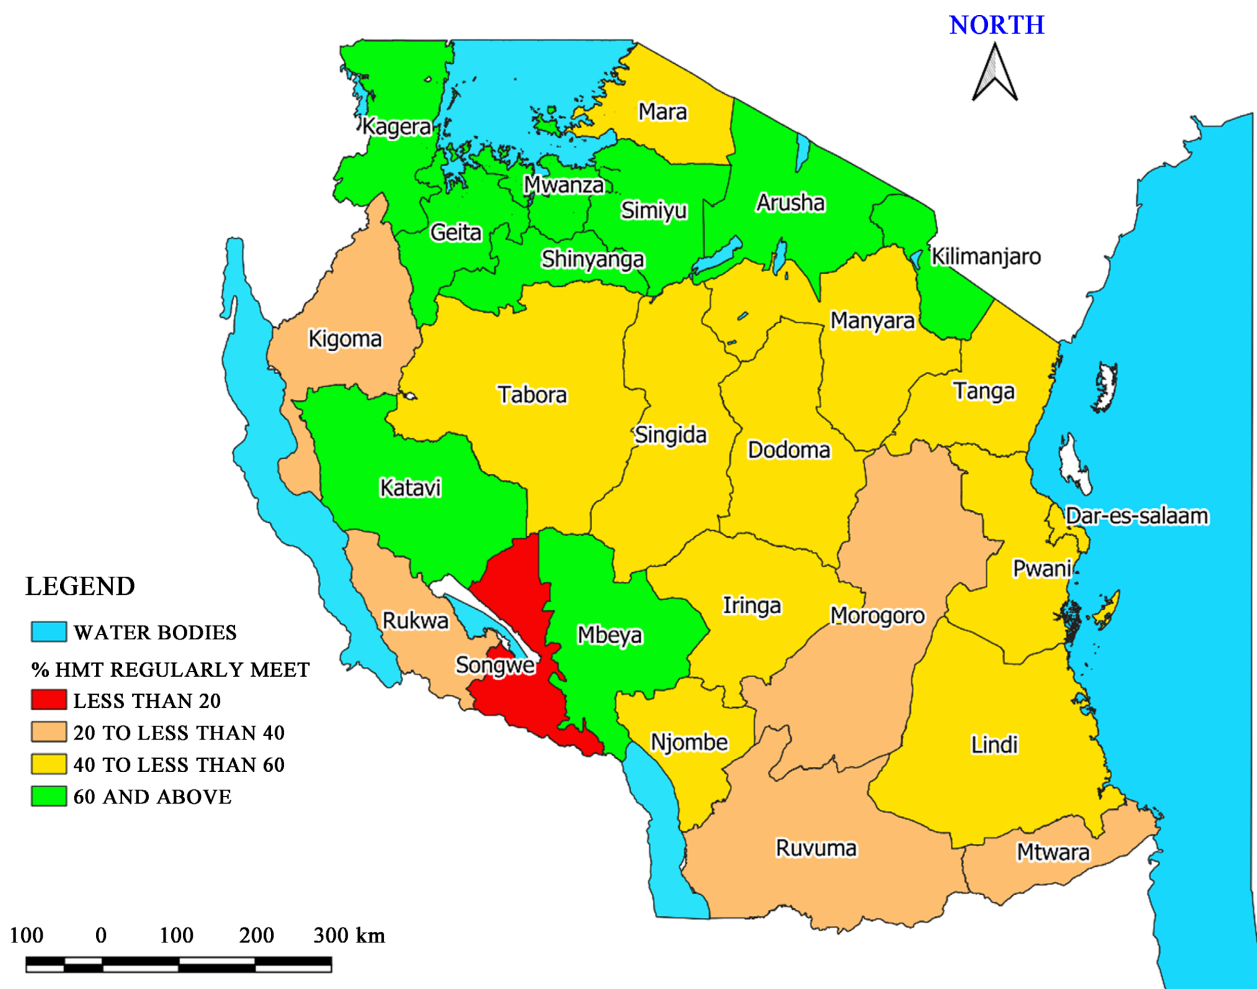 NORTH
Mara
Kagera
Mwanza
Arusha
Simiyu
Geita
Shinyanga
Kilimanjaro
Manyara
Kigoma
Tabora
Tanga
Singida
Dodoma
Katavi
Dar-es-salaam
Pwani
LEGEND
Iringa
Morogoro
Rukwa
Mbeya
WATER BODIES
Songwe
% HMT REGULARLY MEET
LESS THAN 20
20 TO LESS THAN 40
Njombe
Lindi
40 TO LESS THAN 60
60 AND ABOVE
Ruvuma
Mtwara
100 0 100 200 300 km